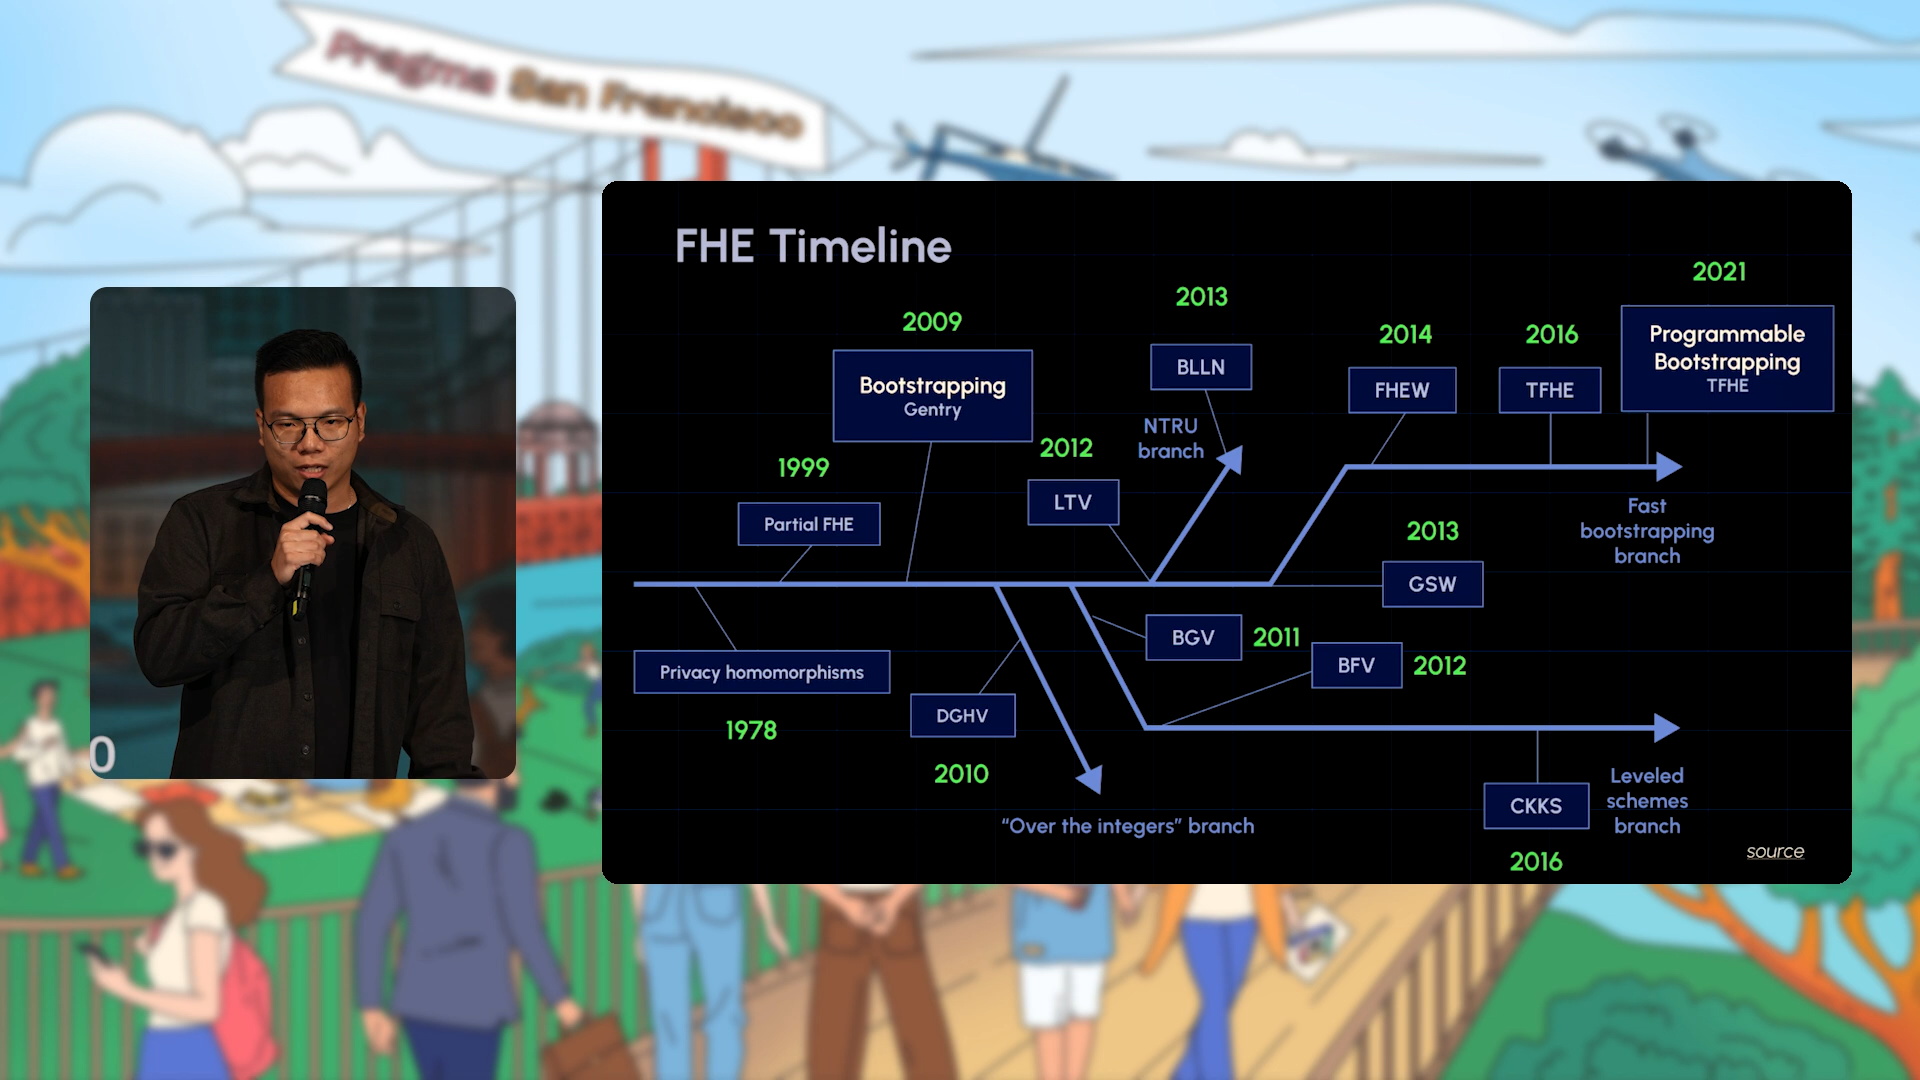 Pragma San Francisco
FHE Timeline
2021
2013
2009
2014
2016
Programmable
Bootstrapping
TFHE
BLLN
Bootstrapping
Gentry
FHEW
TFHE
NTRU
branch
2012
1999
LTV
Partial FHE
Fast
bootstrapping
branch
2013
GSW
BGV
2011
BFV
2012
Privacy homomorphisms
1978
DGHV
2010
"Over the integers" branch
CKKS
2016
Leveled
schemes
branch
source
0